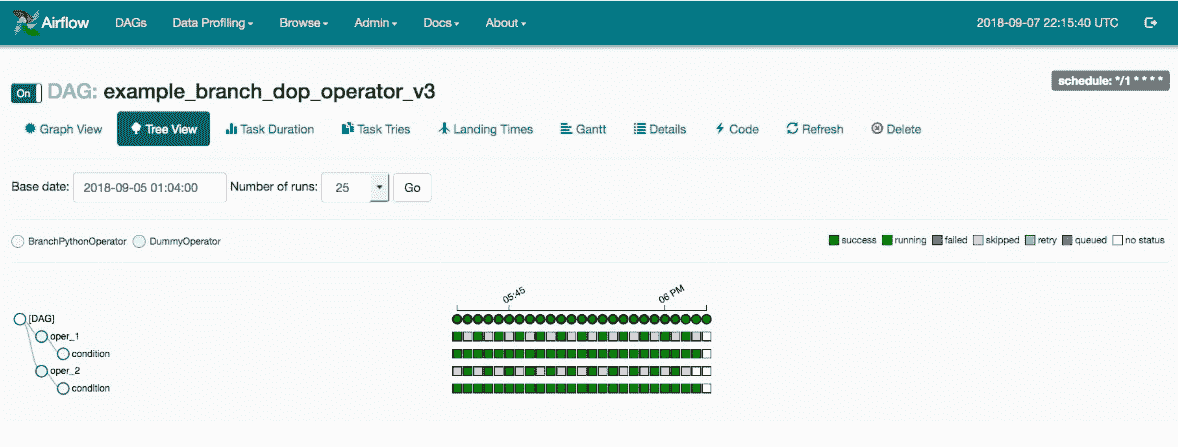 Airflow DAGs Data Profiling Browse Admin Docs About 2018-09-07 22:15:40 UTC
On DAG: example_branch_dop_operator_v3 schedule: */1 * * * *
Graph View Tree View Task Duration Task Tries Landing Times Gantt Details Code Refresh Delete
Base date: 2018-09-05 01:04:00 Number of runs: 25 Go
BranchPythonOperator DummyOperator success running failed skipped retry queued no status
05:45 06 PM
[DAG]
oper_1
condition
oper_2
condition